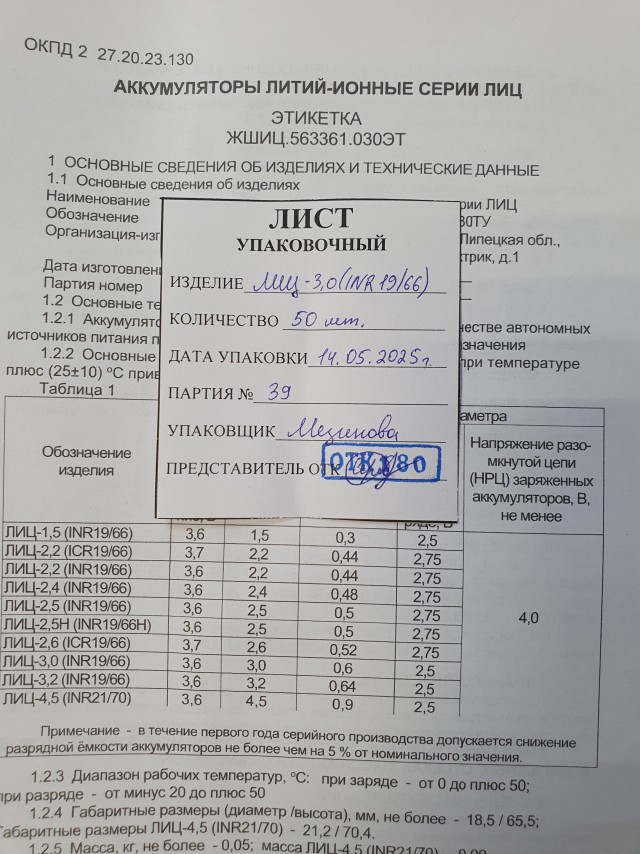 ОКПД 2 27.20.23.130
АККУМУЛЯТОРЫ ЛИТИЙ-ИОННЫЕ СЕРИИ ЛИЦ
ЭТИКЕТКА
ЖШИЦ.563361.030ЭТ
1 ОСНОВНЫЕ СВЕДЕНИЯ ОБ ИЗДЕЛИЯХ И ТЕХНИЧЕСКИЕ ДАННЫЕ
1.1 Основные сведения об изделиях
Наименование
рии ЛИЦ
Обозначение
30ТУ
Организация-изг
Липецкая обл.,
ктрик, д.1
Дата изготовлени
Партия номер
1.2 Основные те
1.2.1 Аккумулято
честве автономных
источников питания п
значения
1.2.2 Основные
при температуре
плюс (25±10) ºС прив
Таблица 1
ЛИСТ
УПАКОВОЧНЫЙ
ИЗДЕЛИЕ ЛИЦ-3,0 (INR19/66)
КОЛИЧЕСТВО 50 шт.
ДАТА УПАКОВКИ 14.05.2025г.
ПАРТИЯ № 39
УПАКОВЩИК Мезинова
ПРЕДСТАВИТЕЛЬ ОТК
ОТК 180
Обозначение
изделия
аметра
Напряжение разо-
мкнутой цепи
(НРЦ) заряженных
аккумуляторов, В,
не менее
ЛИЦ-1,5 (INR19/66) 3,6 1,5 0,3 2,5
ЛИЦ-2,2 (ICR19/66) 3,7 2,2 0,44 2,75
ЛИЦ-2,2 (INR19/66) 3,6 2,2 0,44 2,75
ЛИЦ-2,4 (INR19/66) 3,6 2,4 0,48 2,75
ЛИЦ-2,5 (INR19/66) 3,6 2,5 0,5 2,75
ЛИЦ-2,5Н (INR19/66Н) 3,6 2,5 0,5 2,75
ЛИЦ-2,6 (ICR19/66) 3,7 2,6 0,52 2,75
ЛИЦ-3,0 (INR19/66) 3,6 3,0 0,6 2,5
ЛИЦ-3,2 (INR19/66) 3,6 3,2 0,64 2,5
ЛИЦ-4,5 (INR21/70) 3,6 4,5 0,9 2,5
4,0
Примечание - в течение первого года серийного производства допускается снижение
разрядной ёмкости аккумуляторов не более чем на 5 % от номинального значения.
1.2.3 Диапазон рабочих температур, ºС: при заряде - от 0 до плюс 50;
при разряде - от минус 20 до плюс 50
1.2.4 Габаритные размеры (диаметр /высота), мм, не более - 18,5 / 65,5;
Габаритные размеры ЛИЦ-4,5 (INR21/70) - 21,2 / 70,4.
1.2.5 Масса, кг, не более - 0,05; масса ЛИЦ-4,5 (INR21/70)